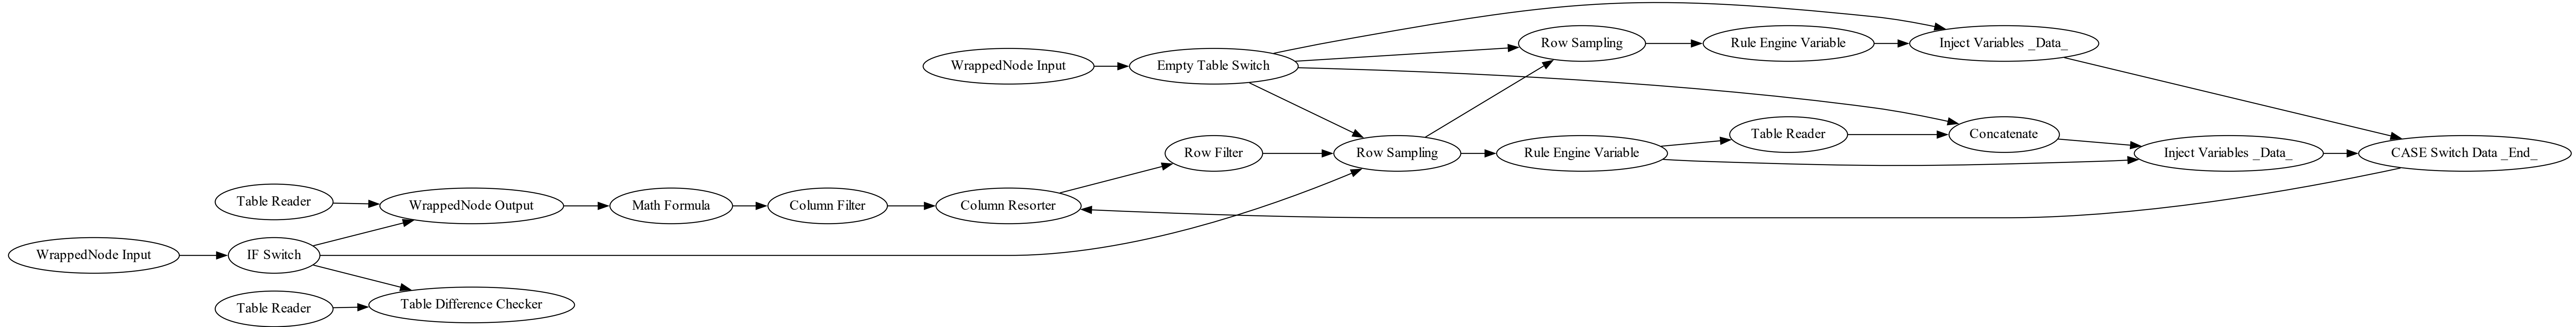 WrappedNode Input
Empty Table Switch
Row Sampling
Rule Engine Variable
Inject Variables _Data_
Row Filter
Row Sampling
Rule Engine Variable
Table Reader
Concatenate
Inject Variables _Data_
CASE Switch Data _End_
Table Reader
WrappedNode Output
Math Formula
Column Filter
Column Resorter
WrappedNode Input
IF Switch
Table Reader
Table Difference Checker